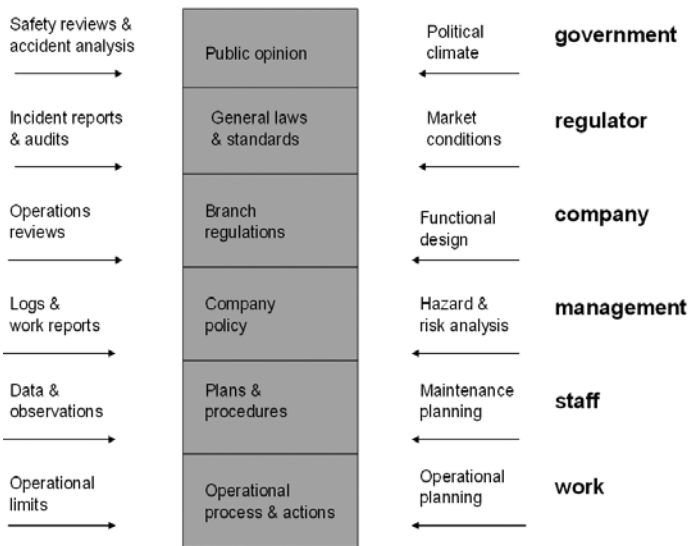 Safety reviews &
accident analysis
Public opinion
Political
climate
government
Incident reports
& audits
General laws
& standards
Market
conditions
regulator
Operations
reviews
Branch
regulations
Functional
design
company
Logs &
work reports
Company
policy
Hazard &
risk analysis
management
Data &
observations
Plans &
procedures
Maintenance
planning
staff
Operational
limits
Operational
process & actions
Operational
planning
work